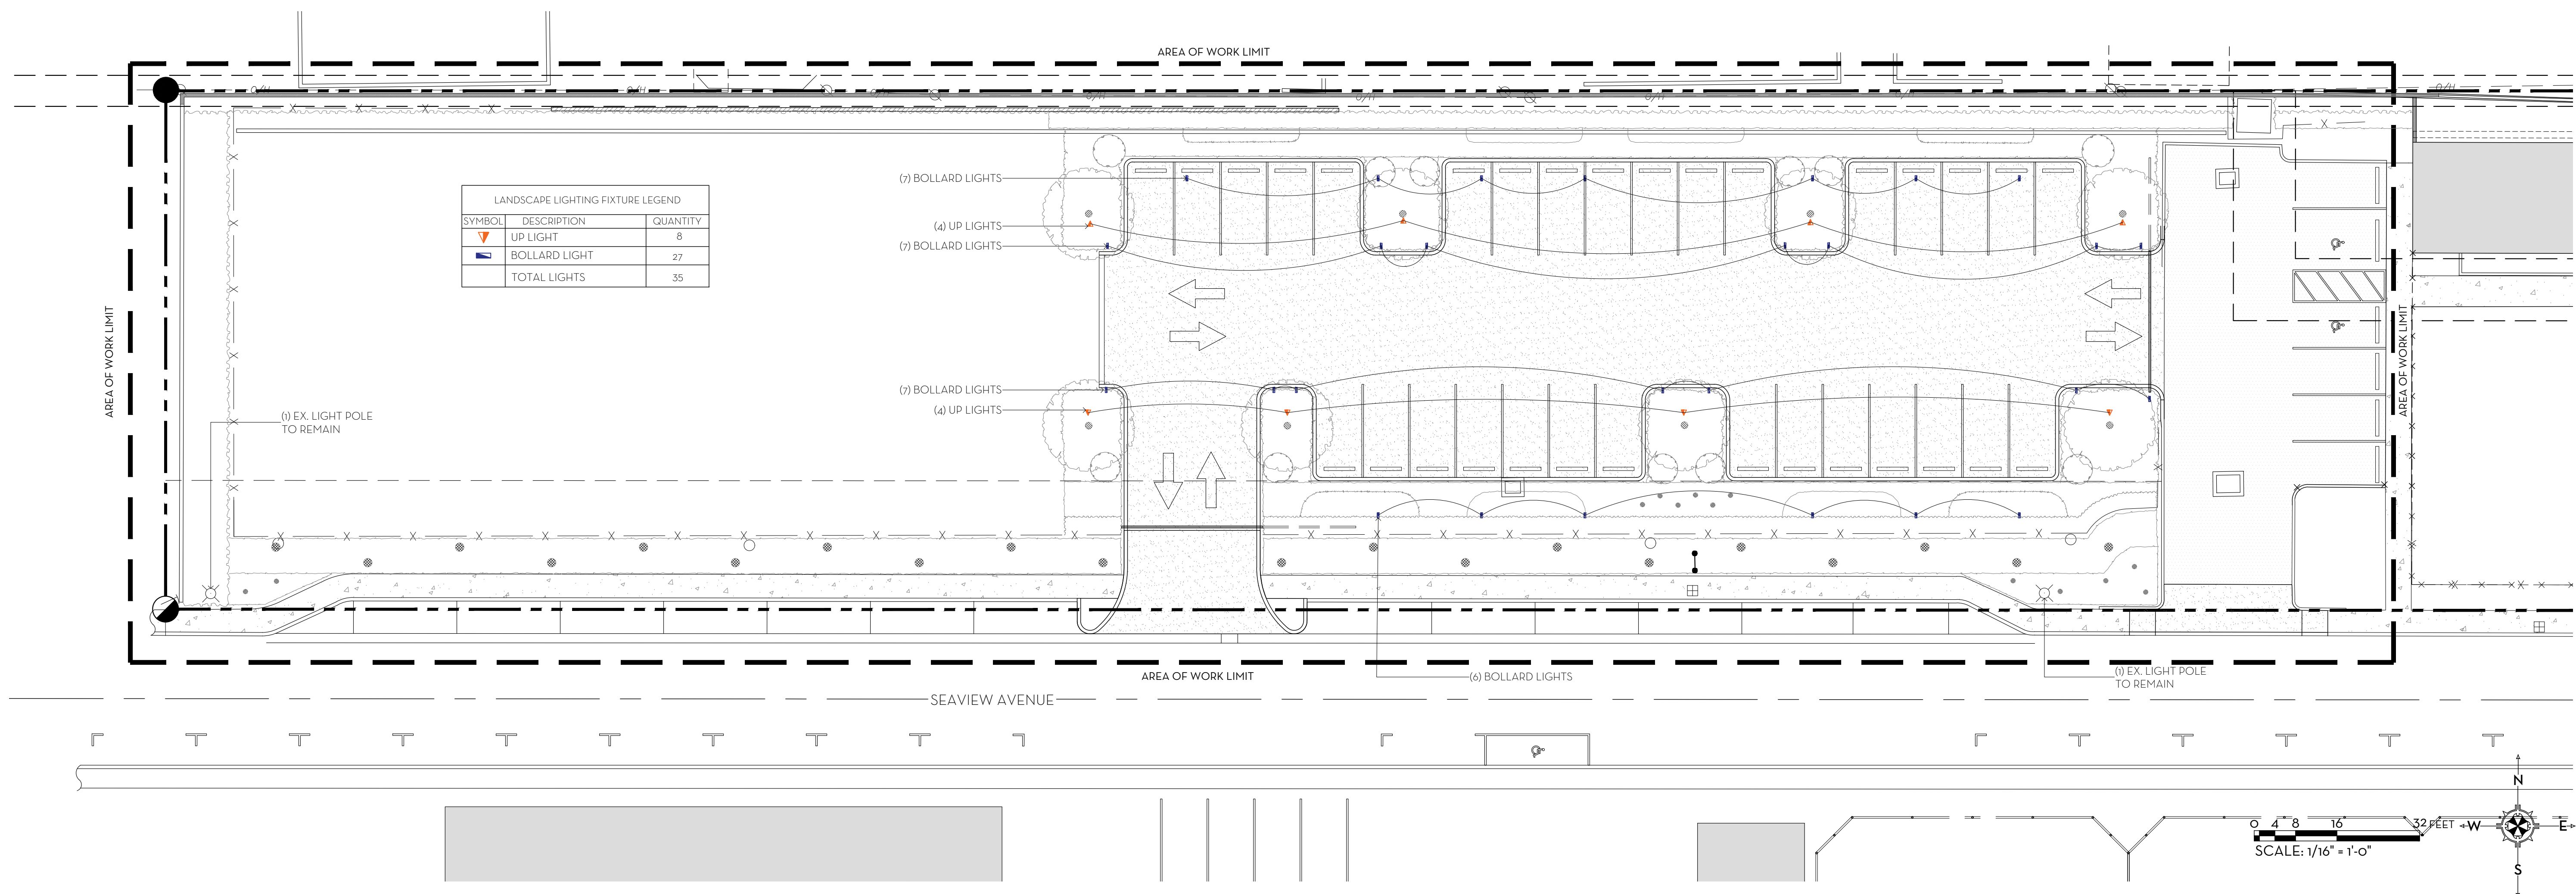 AREA OF WORK LIMIT
O/H
O/H
O/H
O/H
O/H
O/H
O/H
O/H
(7) BOLLARD LIGHTS
LANDSCAPE LIGHTING FIXTURE LEGEND
SYMBOL DESCRIPTION QUANTITY
UP LIGHT 8
BOLLARD LIGHT 27
TOTAL LIGHTS 35
(4) UP LIGHTS
(7) BOLLARD LIGHTS
AREA OF WORK LIMIT
AREA OF WORK LIMIT
(7) BOLLARD LIGHTS
(4) UP LIGHTS
(1) EX. LIGHT POLE
TO REMAIN
AREA OF WORK LIMIT
(6) BOLLARD LIGHTS
(1) EX. LIGHT POLE
TO REMAIN
SEAVIEW AVENUE
N
0 4 8 16 32 FEET
W E
SCALE: 1/16" = 1'-0"
S